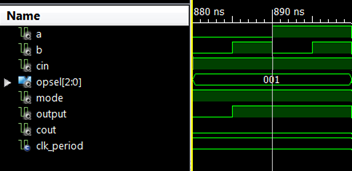 Name
880 ns
890 ns
a
b
cin
opsel[2:0]
001
mode
output
cout
clk_period